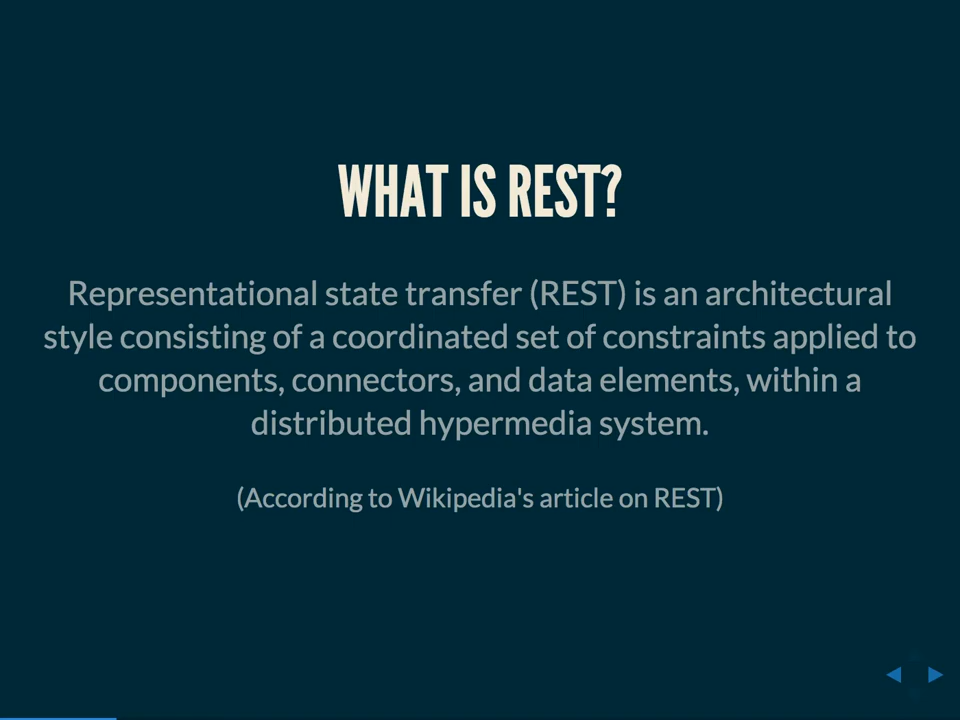 WHAT IS REST?
Representational state transfer (REST) is an architectural
style consisting of a coordinated set of constraints applied to
components, connectors, and data elements, within a
distributed hypermedia system.
(According to Wikipedia's article on REST)